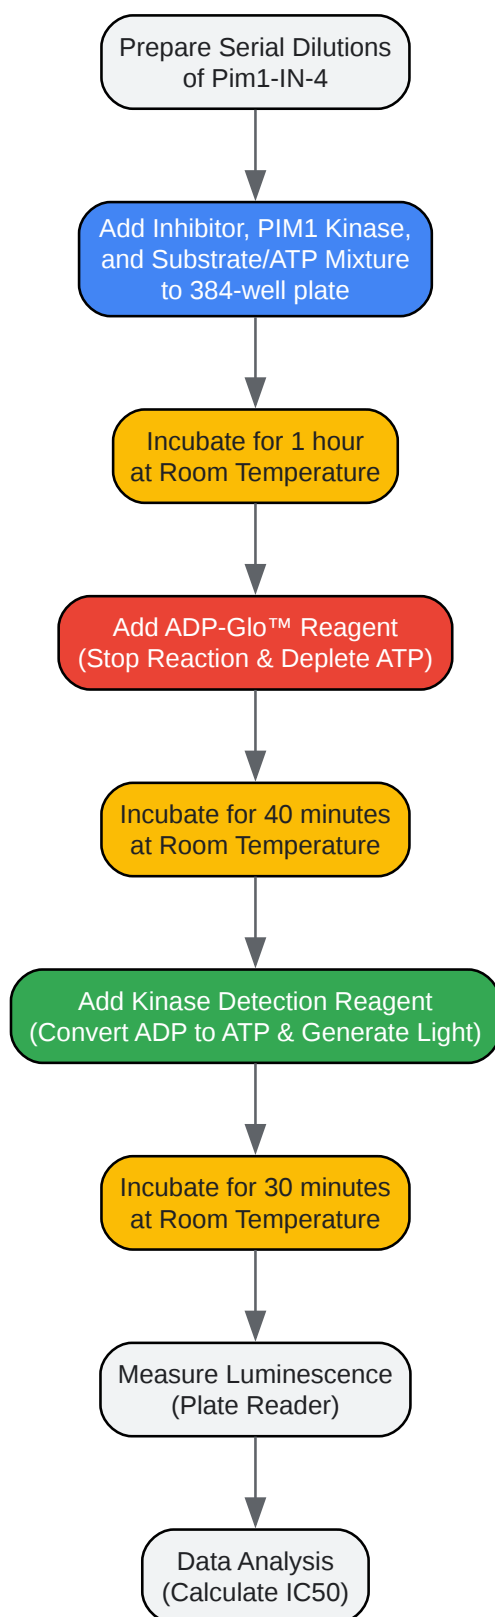 Prepare Serial Dilutions
of Pim1-IN-4
Add Inhibitor, PIM1 Kinase,
and Substrate/ATP Mixture
to 384-well plate
Incubate for 1 hour
at Room Temperature
Add ADP-Glo™ Reagent
(Stop Reaction & Deplete ATP)
Incubate for 40 minutes
at Room Temperature
Add Kinase Detection Reagent
(Convert ADP to ATP & Generate Light)
Incubate for 30 minutes
at Room Temperature
Measure Luminescence
(Plate Reader)
Data Analysis
(Calculate IC50)